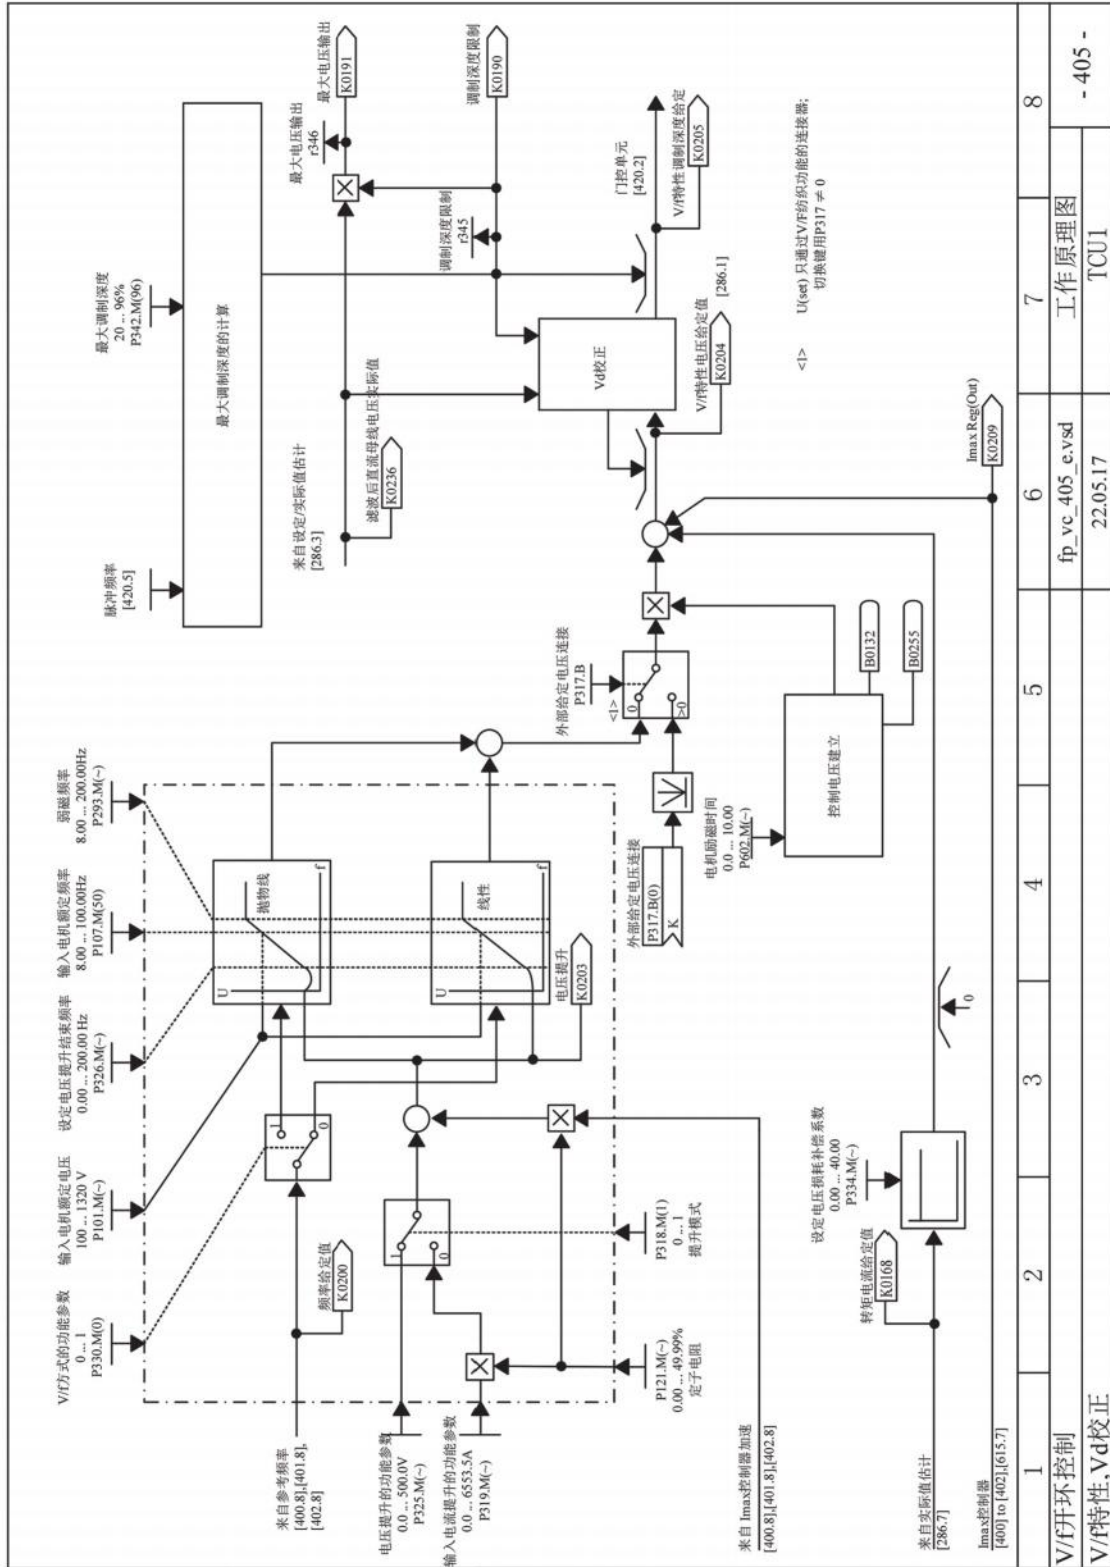 V/f方式的功能参数
0 ... 1
P330.M(0)
输入电机额定电压
100 ... 1320 V
P101.M(~)
设定电压提升结束频率
0.00 ... 200.00 Hz
P326.M(~)
输入电机额定频率
8.00 ... 100.00Hz
P107.M(50)
弱磁频率
8.00 ... 200.00Hz
P293.M(~)
脉冲频率
[420.5]
最大调制深度
20 ... 96%
P342.M(96)
最大调制深度的计算
来自参考频率
[400.8],[401.8],
[402.8]
频率给定值
K0200
1
0
U
抛物线
f
U
线性
f
电压提升的功能参数
0.0 ... 500.0V
P325.M(~)
输入电流提升的功能参数
0.0 ... 6553.5A
P319.M(~)
1
0
P121.M(~)
0.00 ... 49.99%
定子电阻
P318.M(1)
0 ... 1
提升模式
电压提升
K0203
来自 Imax控制器加速
[400.8],[401.8],[402.8]
来自设定/实际值估计
[286.3]
滤波后直流母线电压实际值
K0236
最大电压输出
r346
最大电压输出
K0191
调制深度限制
r345
调制深度限制
K0190
外部给定电压连接
P317.B
<1>
0
>0
外部给定电压连接
P317.B(0)
K
电机励磁时间
0.0 ... 10.00
P602.M(~)
控制电压建立
B0132
B0255
Vd校正
V/f特性电压给定值
K0204
[286.1]
门控单元
[420.2]
V/f特性调制深度给定
K0205
<1>
U(set) 只通过V/F纺织功能的连接器;
切换键用P317 ≠ 0
来自实际值估计
[286.7]
转矩电流给定值
K0168
设定电压损耗补偿系数
0.00 ... 40.00
P334.M(~)
0
Imax控制器
[400] to [402],[615.7]
Imax Reg(Out)
K0209
1
2
3
4
5
6
7
8
V/f开环控制
fp_vc_405_e.vsd
工作原理图
- 405 -
V/f特性,Vd校正
22.05.17
TCU1